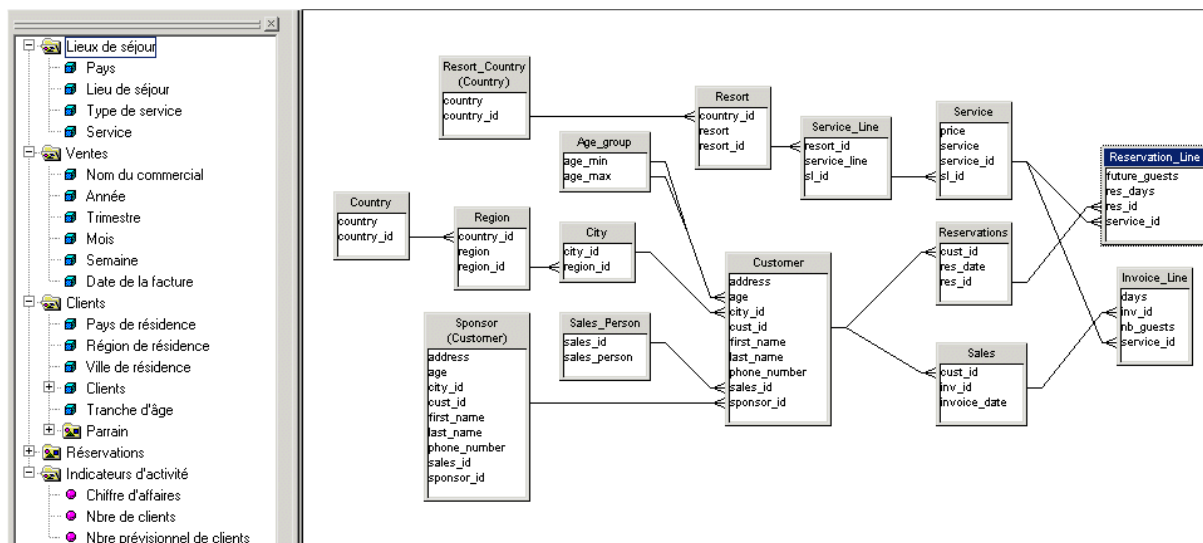 Lieux de séjour
Pays
Lieu de séjour
Type de service
Service
Ventes
Nom du commercial
Année
Trimestre
Mois
Semaine
Date de la facture
Clients
Pays de résidence
Région de résidence
Ville de résidence
Clients
Tranche d'âge
Parrain
Réservations
Indicateurs d'activité
Chiffre d'affaires
Nbre de clients
Nbre prévisionnel de clients
Resort_Country
(Country)
country
country_id
Resort
country_id
resort
resort_id
Service_Line
resort_id
service_line
sl_id
Service
price
service
service_id
sl_id
Reservation_Line
future_guests
res_days
res_id
service_id
Age_group
age_min
age_max
Country
country
country_id
Region
country_id
region
region_id
City
city_id
region_id
Customer
address
age
city_id
cust_id
first_name
last_name
phone_number
sales_id
sponsor_id
Reservations
cust_id
res_date
res_id
Invoice_Line
days
inv_id
nb_guests
service_id
Sponsor
(Customer)
address
age
city_id
cust_id
first_name
last_name
phone_number
sales_id
sponsor_id
Sales_Person
sales_id
sales_person
Sales
cust_id
inv_id
invoice_date